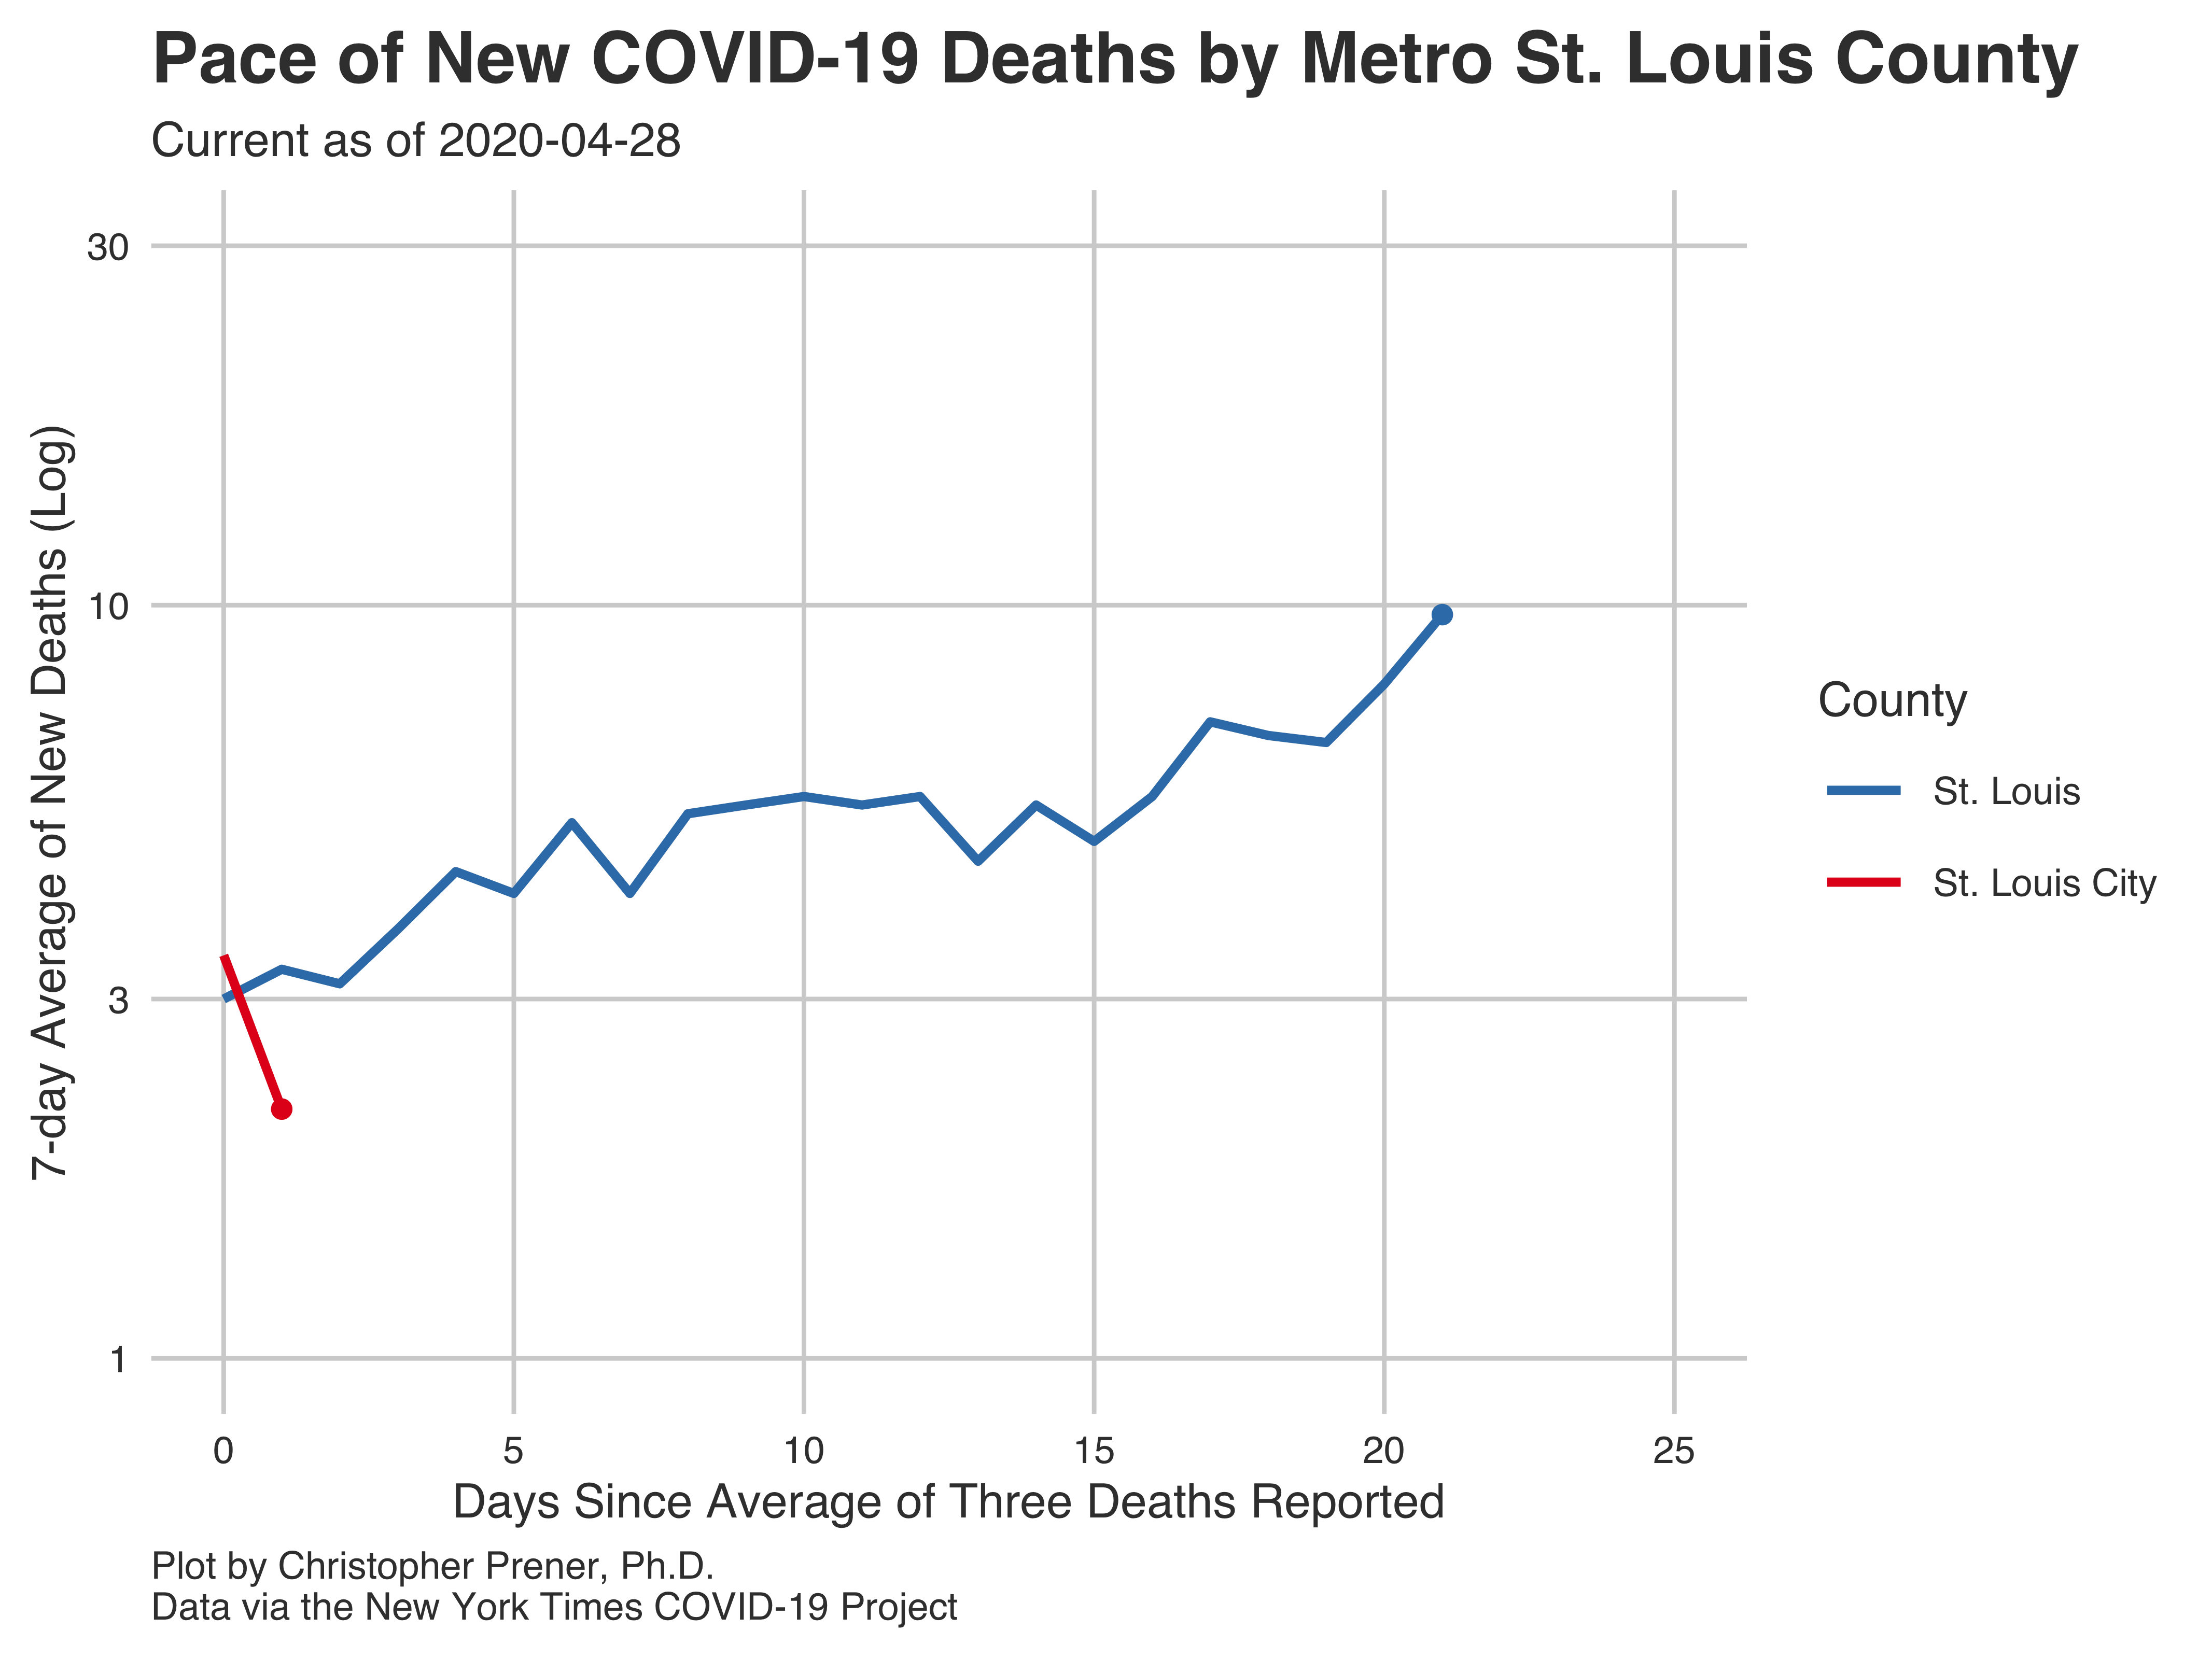 Pace of New COVID-19 Deaths by Metro St. Louis County
Current as of 2020-04-28
7-day Average of New Deaths (Log)
30
10
3
1
0 5 10 15 20 25
Days Since Average of Three Deaths Reported
County
St. Louis
St. Louis City
Plot by Christopher Prener, Ph.D.
Data via the New York Times COVID-19 Project